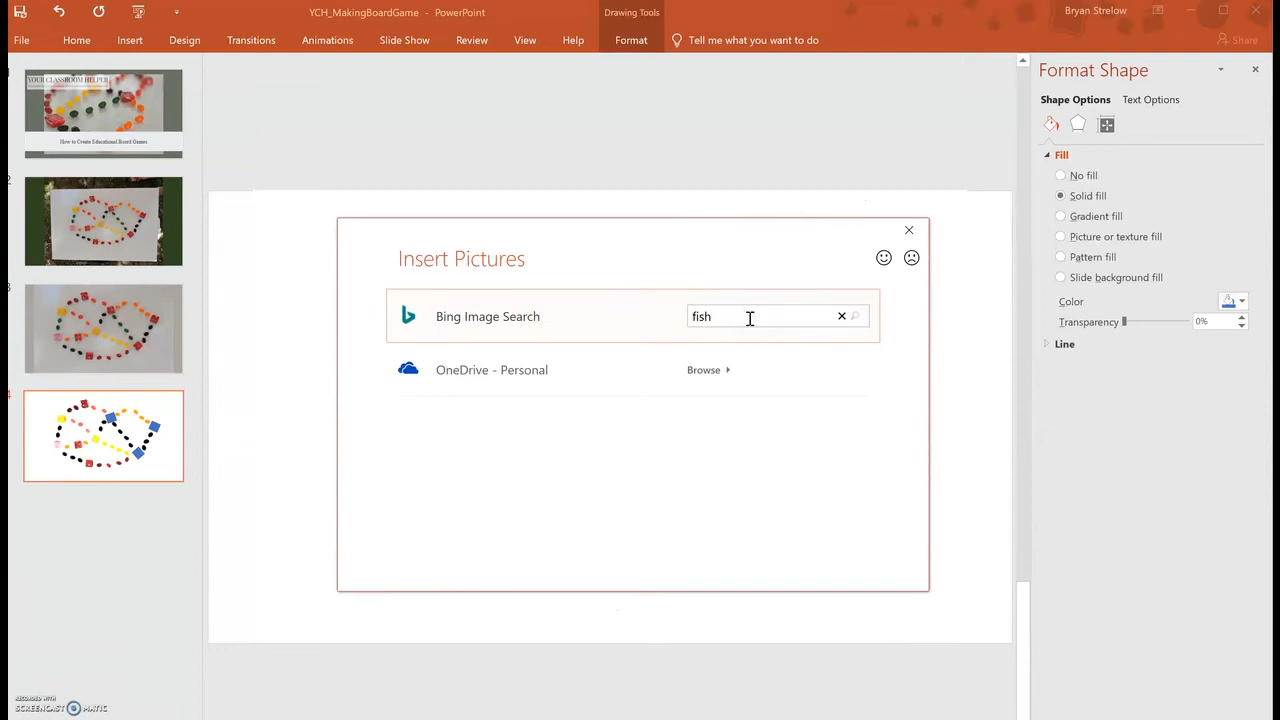 YCH_MakingBoardGame - PowerPoint
Drawing Tools
Bryan Strelow
File Home Insert Design Transitions Animations Slide Show Review View Help Format Tell me what you want to do Share
YOUR CLASSROOM HELPER
How to Create Educational Board Games
2
3
4
Insert Pictures
Bing Image Search fish
OneDrive - Personal Browse
Format Shape
Shape Options Text Options
Fill
No fill
Solid fill
Gradient fill
Picture or texture fill
Pattern fill
Slide background fill
Color
Transparency 0%
Line
RECORDED WITH
SCREENCAST MATIC